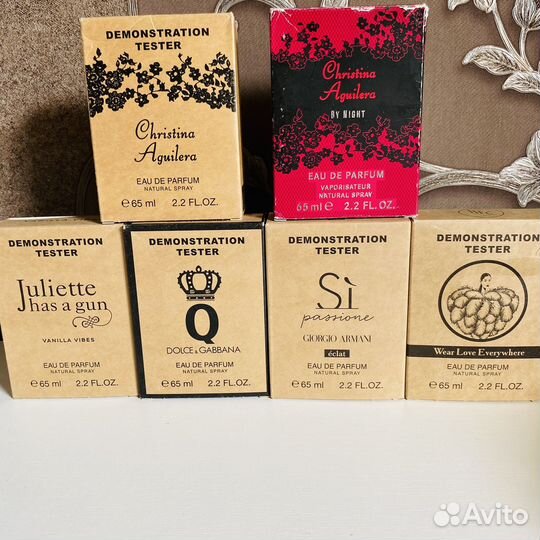 DEMONSTRATION
TESTER
Christina
Aguilera
EAU DE PARFUM
NATURAL SPRAY
℮ 65 ml 2.2 FL.OZ.
Christina
Aguilera
BY NIGHT
EAU DE PARFUM
VAPORISATEUR
NATURAL SPRAY
65 ml ℮ 2.2 FL.OZ.
DEMONSTRATION
TESTER
Juliette
has a gun
VANILLA VIBES
EAU DE PARFUM
NATURAL SPRAY
℮ 65 ml 2.2 FL.OZ.
DEMONSTRATION
TESTER
Q
DOLCE & GABBANA
EAU DE PARFUM
NATURAL SPRAY
℮ 65 ml 2.2 FL.OZ.
DEMONSTRATION
TESTER
Sì
passione
GIORGIO ARMANI
éclat
EAU DE PARFUM
NATURAL SPRAY
℮ 65 ml 2.2 FL.OZ.
DEMONSTRATION
TESTER
Wear Love Everywhere
EAU DE PARFUM
NATURAL SPRAY
℮ 65 ml 2.2 FL.OZ.
Avito